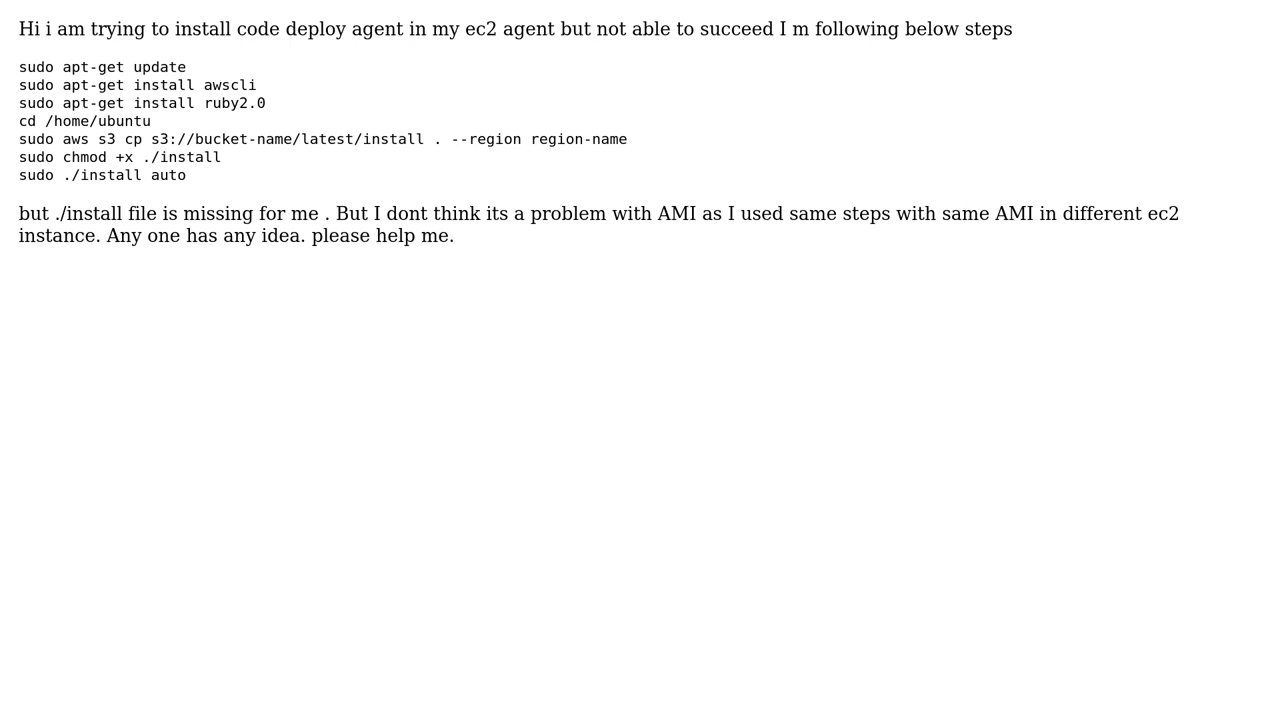 Hi i am trying to install code deploy agent in my ec2 agent but not able to succeed I m following below steps
sudo apt-get update
sudo apt-get install awscli
sudo apt-get install ruby2.0
cd /home/ubuntu
sudo aws s3 cp s3://bucket-name/latest/install . --region region-name
sudo chmod +x ./install
sudo ./install auto
but ./install file is missing for me . But I dont think its a problem with AMI as I used same steps with same AMI in different ec2
instance. Any one has any idea. please help me.